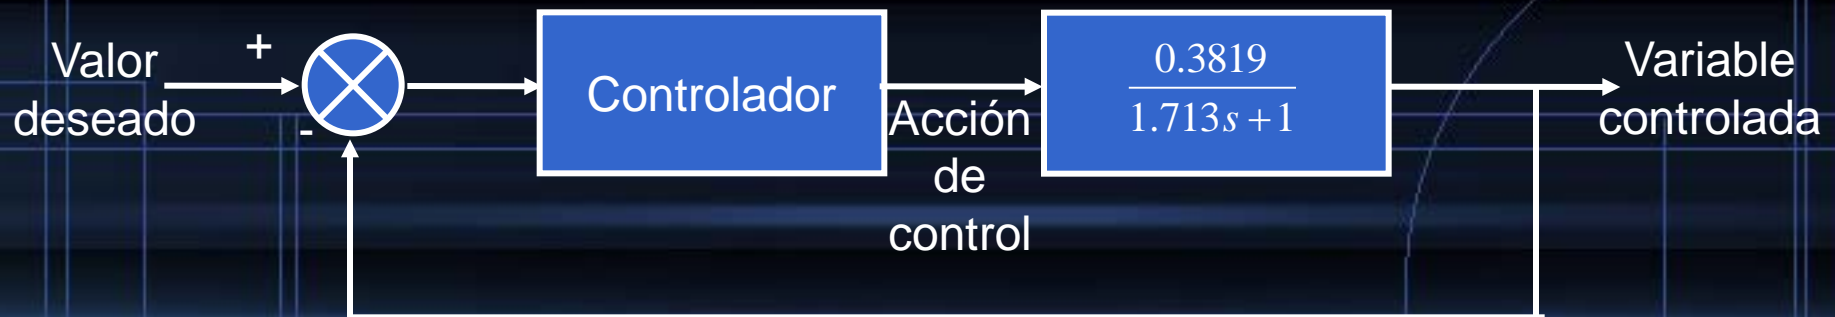 Valor
deseado
+
-
Controlador
Acción
de
control
0.3819
1.713s+1
Variable
controlada